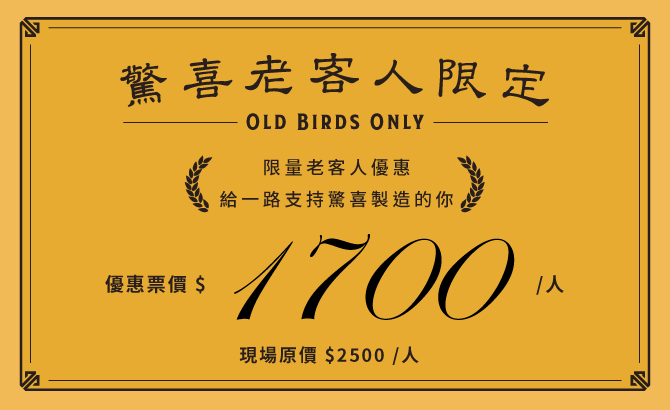 驚喜老客人限定
OLD BIRDS ONLY
限量老客人優惠
給一路支持驚喜製造的你
優惠票價 $ 1700 /人
現場原價 $2500 /人